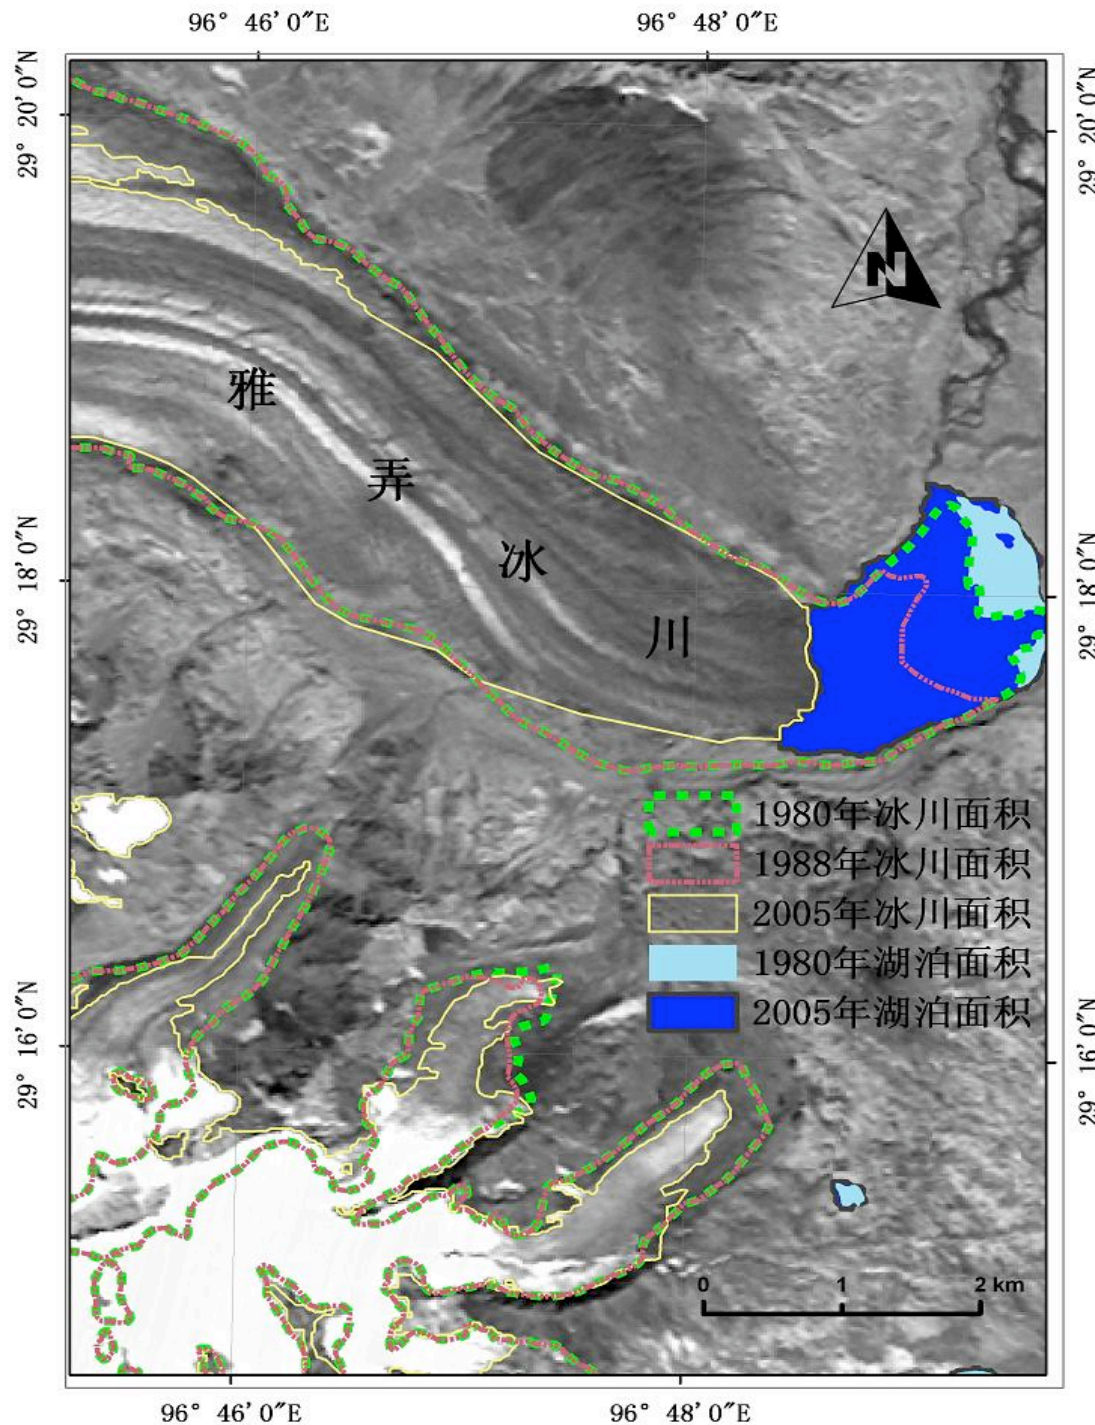 96° 46′ 0″E
96° 48′ 0″E
29° 20′ 0″N
29° 20′ 0″N
N
雅
弄
冰
川
29° 18′ 0″N
29° 18′ 0″N
1980年冰川面积
1988年冰川面积
2005年冰川面积
1980年湖泊面积
2005年湖泊面积
29° 16′ 0″N
29° 16′ 0″N
0 1 2 km
96° 46′ 0″E
96° 48′ 0″E